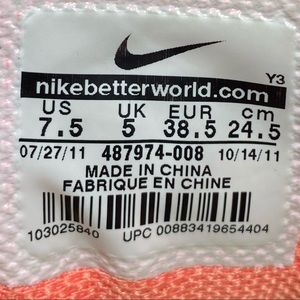 Y3
nikebetterworld.com
US UK EUR cm
7.5 5 38.5 24.5
07/27/11 487974-008 10/14/11
MADE IN CHINA
FABRIQUE EN CHINE
103025840 UPC 00883419654404